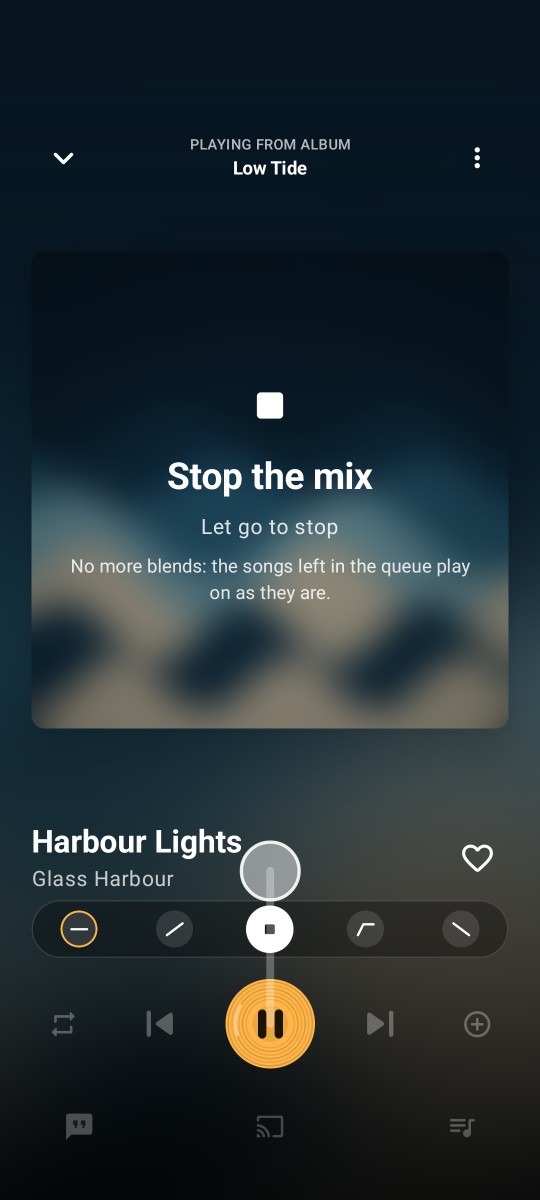 PLAYING FROM ALBUM
Low Tide
Stop the mix
Let go to stop
No more blends: the songs left in the queue play
on as they are.
Harbour Lights
Glass Harbour